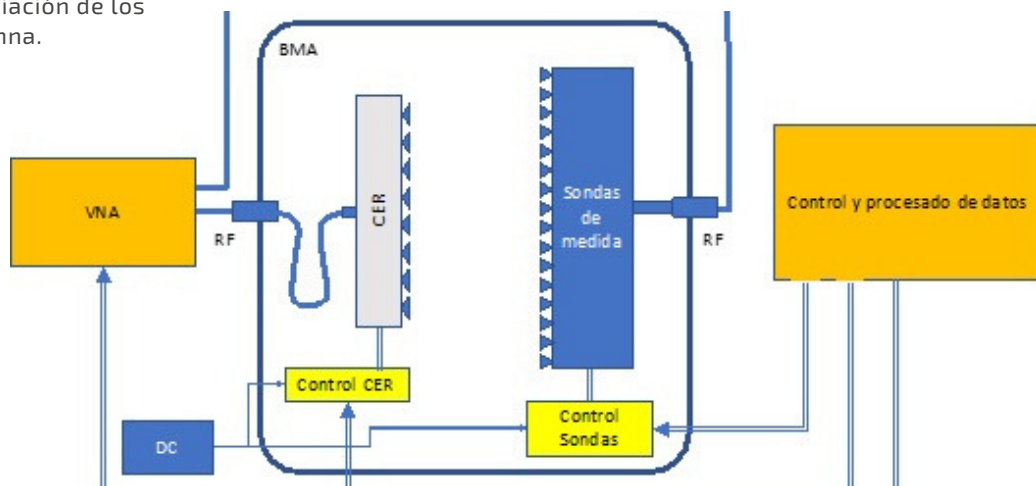 iación de los
nna.
BMA
VNA
RF
CER
Sondas
de
medida
RF
Control y procesado de datos
Control CER
Control
Sondas
DC